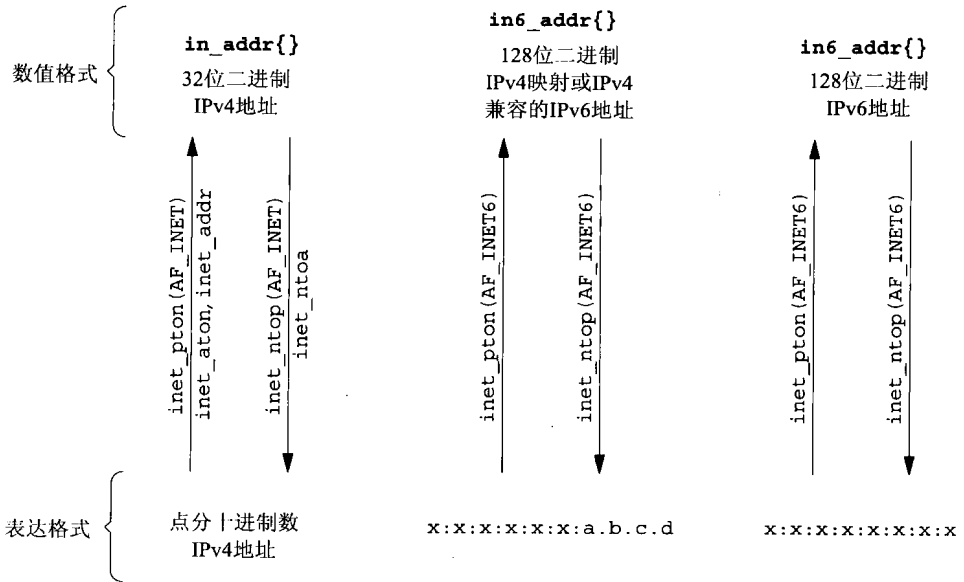 in6_addr{}
in_addr{}
in6_addr{}
数值格式
32位二进制
IPv4地址
128位二进制
IPv4映射或IPv4
兼容的IPv6地址
128位二进制
IPv6地址
inet_pton(AF_INET)
inet_aton,inet_addr
inet_ntop(AF_INET)
inet_ntoa
inet_pton(AF_INET6)
inet_ntop(AF_INET6)
inet_pton(AF_INET6)
inet_ntop(AF_INET6)
表达格式
点分十进制数
IPv4地址
x:x:x:x:x:x:a.b.c.d
x:x:x:x:x:x:x:x